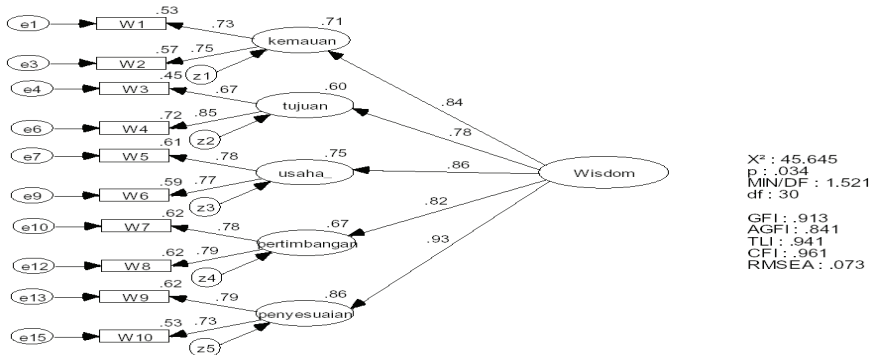 .53
e1 W1 .73
.71
kemauan
.57
.75
e3 W2
z1
.45
e4 W3 .67
.60
tujuan
.84
.72
.85
e6 W4
z2
.78
.61
e7 W5 .78
.75
usaha_
.86
Wisdom
.59
.77
e9 W6
z3
.82
.62
e10 W7 .78
.67
pertimbangan
.62
.79
e12 W8
z4
.93
.62
e13 W9 .79
.86
penyesuaian
.53
.73
e15 W10
z5
X² : 45.645
p : .034
MIN/DF : 1.521
df : 30
GFI : .913
AGFI : .841
TLI : .941
CFI : .961
RMSEA : .073